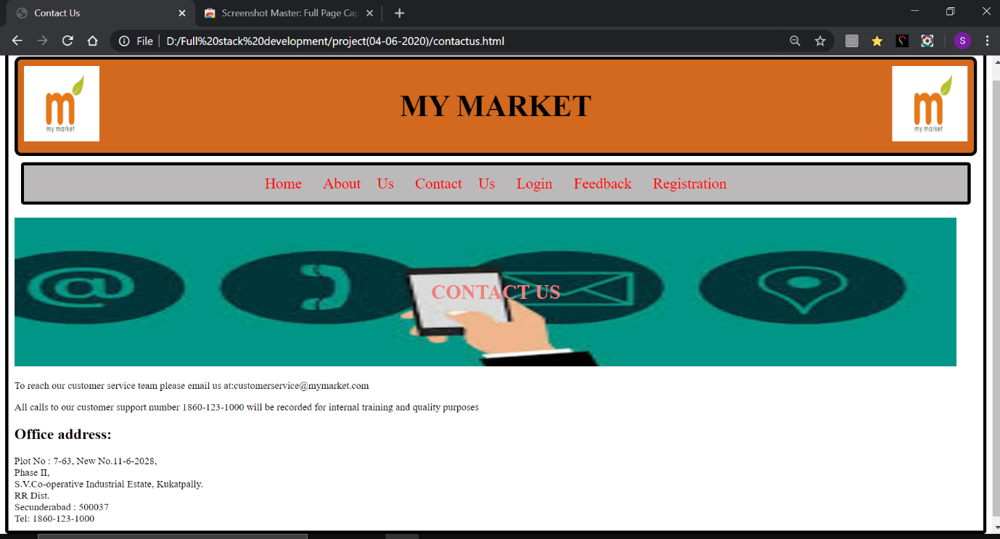 Contact Us
Screenshot Master: Full Page Cap
File
D:/Full%20stack%20development/project(04-06-2020)/contactus.html
S
m
my market
MY MARKET
m
my market
Home About Us Contact Us Login Feedback Registration
@
CONTACT US
To reach our customer service team please email us at:customerservice@mymarket.com
All calls to our customer support number 1860-123-1000 will be recorded for internal training and quality purposes
Office address:
Plot No : 7-63, New No.11-6-2028,
Phase II,
S.V.Co-operative Industrial Estate, Kukatpally.
RR Dist.
Secunderabad : 500037
Tel: 1860-123-1000